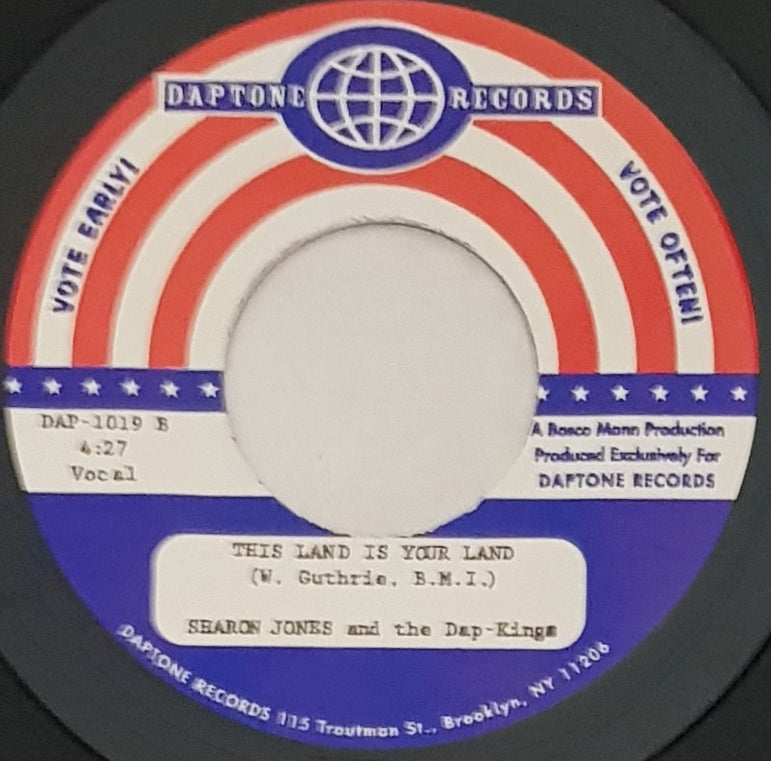 DAPTONE RECORDS
VOTE EARLY!
VOTE OFTEN!
DAP-1019 B
4:27
Vocal
A Bosco Mann Production
Produced Exclusively For
DAPTONE RECORDS
THIS LAND IS YOUR LAND
(W. Guthrie, B.M.I.)
SHARON JONES and the Dap-Kings
DAPTONE RECORDS 115 Troutman St., Brooklyn, NY 11206